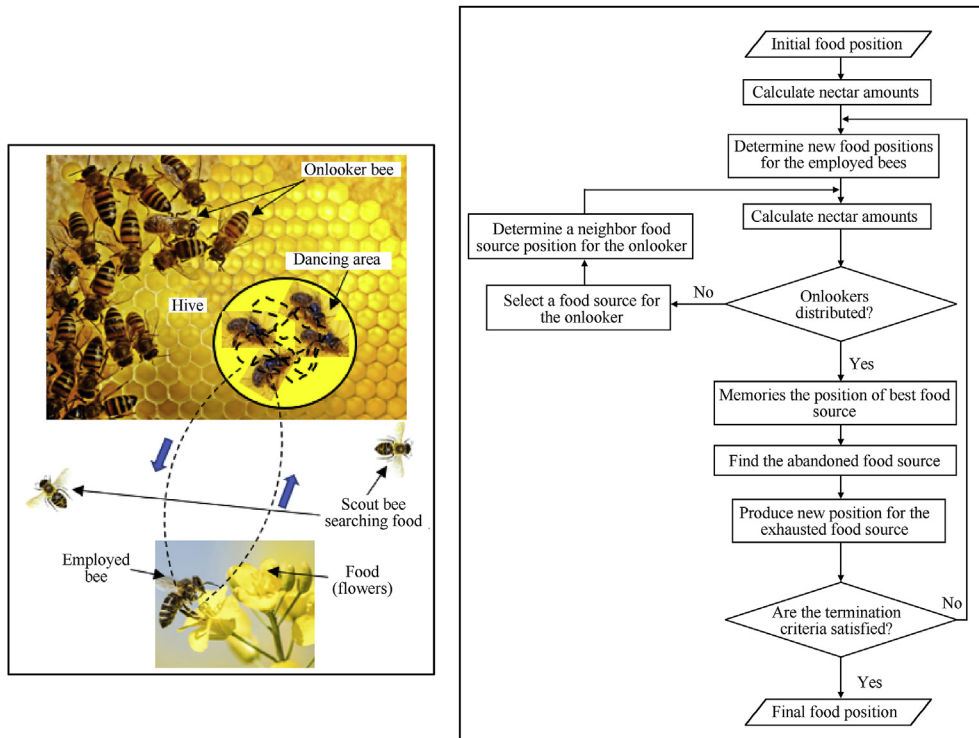 Onlooker bee
Dancing area
Hive
Scout bee
searching food
Employed
bee
Food
(flowers)
Initial food position
Calculate nectar amounts
Determine new food positions
for the employed bees
Calculate nectar amounts
Determine a neighbor food
source position for the onlooker
Select a food source for
the onlooker
No
Onlookers
distributed?
Yes
Memories the position of best food
source
Find the abandoned food source
Produce new position for the
exhausted food source
Are the termination
criteria satisfied?
No
Yes
Final food position